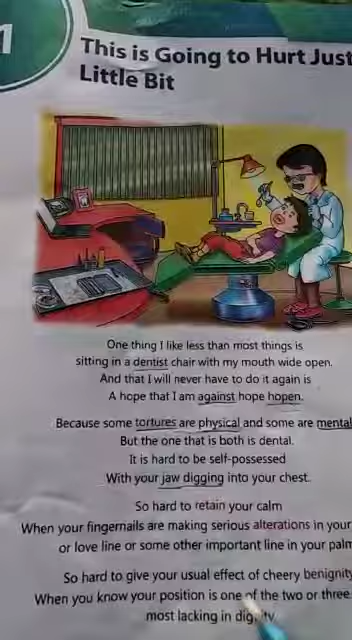 1
This is Going to Hurt Just
Little Bit
One thing I like less than most things is
sitting in a dentist chair with my mouth wide open.
And that I will never have to do it again is
A hope that I am against hope hopen.
Because some tortures are physical and some are mental
But the one that is both is dental.
It is hard to be self-possessed
With your jaw digging into your chest.
So hard to retain your calm
When your fingernails are making serious alterations in your
or love line or some other important line in your palm
So hard to give your usual effect of cheery benignity
When you know your position is one of the two or three
most lacking in dignity